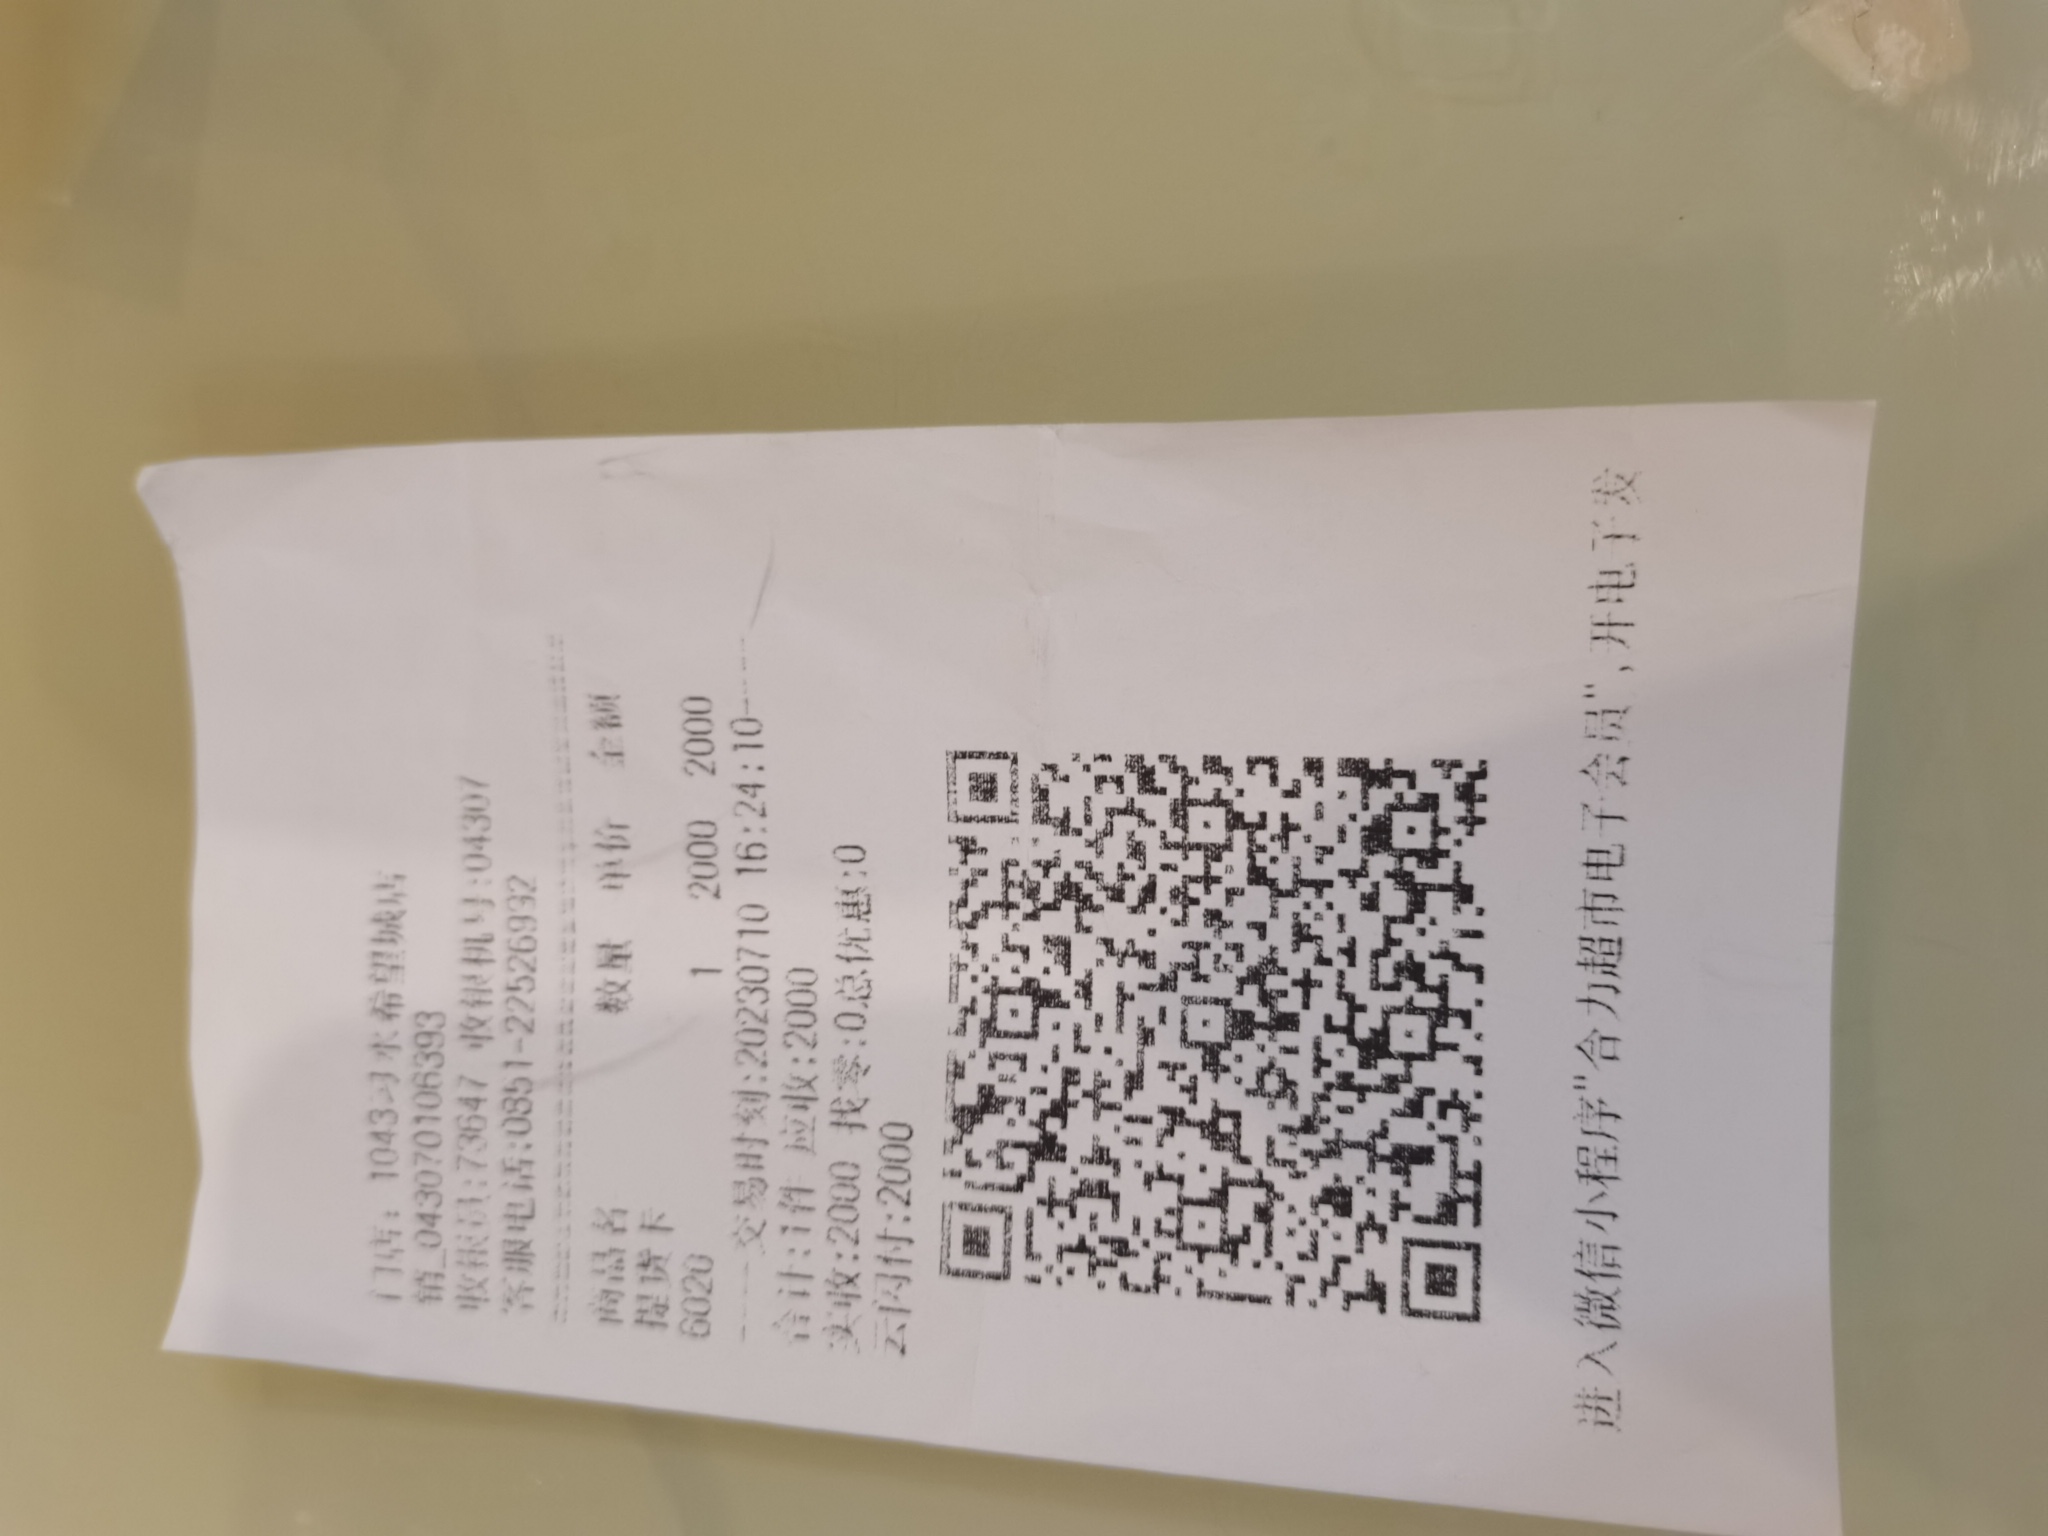 门店: 1043习水希望城店
销_043070106393
收银员:73647 收银机号:04307
客服电话:0851-22526932
商品名 数量 单价 金额
提货卡
6020 1 2000 2000
----交易时刻:20230710 16:24:10-----
合计:1件 应收:2000
实收:2000 找零:0总优惠:0
云闪付:2000
进入微信小程序"合力超市电子会员",开电子发